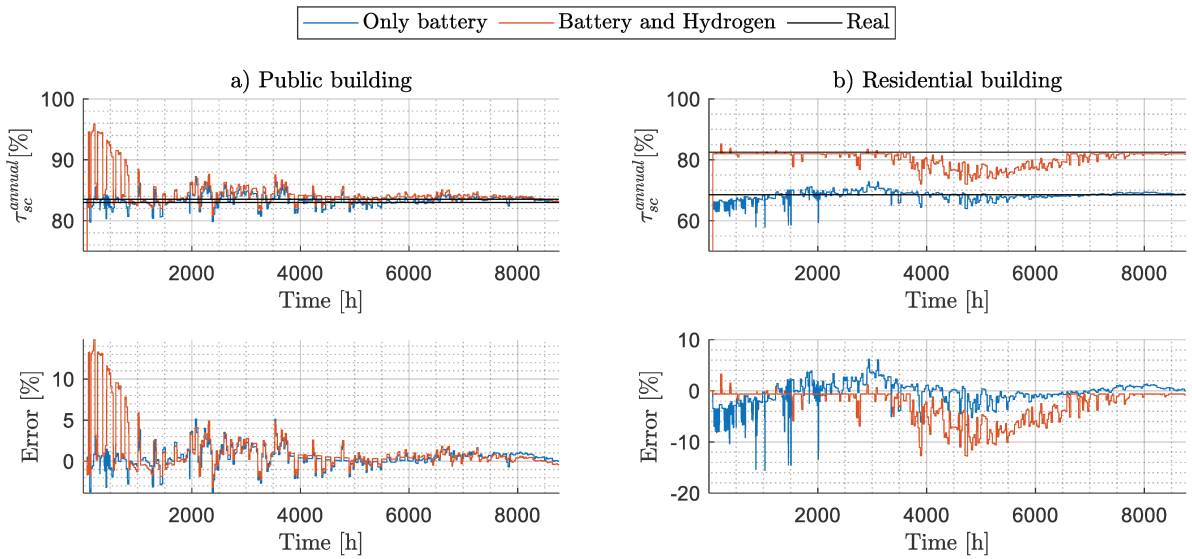 Only battery Battery and Hydrogen Real
a) Public building
100
90
80
τ_sc^annual [%]
2000 4000 6000 8000
Time [h]
b) Residential building
100
80
60
τ_sc^annual [%]
2000 4000 6000 8000
Time [h]
10
5
0
Error [%]
2000 4000 6000 8000
Time [h]
10
0
-10
-20
Error [%]
2000 4000 6000 8000
Time [h]